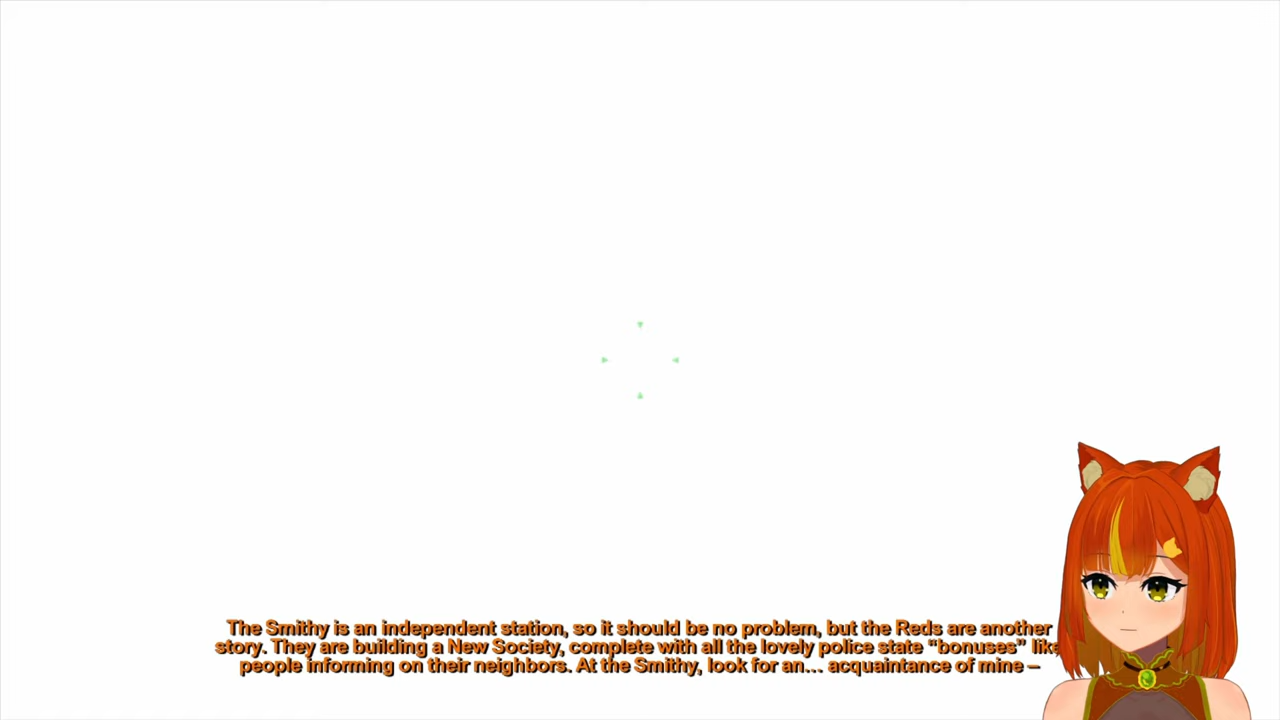 The Smithy is an independent station, so it should be no problem, but the Reds are another
story. They are building a New Society, complete with all the lovely police state “bonuses” like
people informing on their neighbors. At the Smithy, look for an... acquaintance of mine –